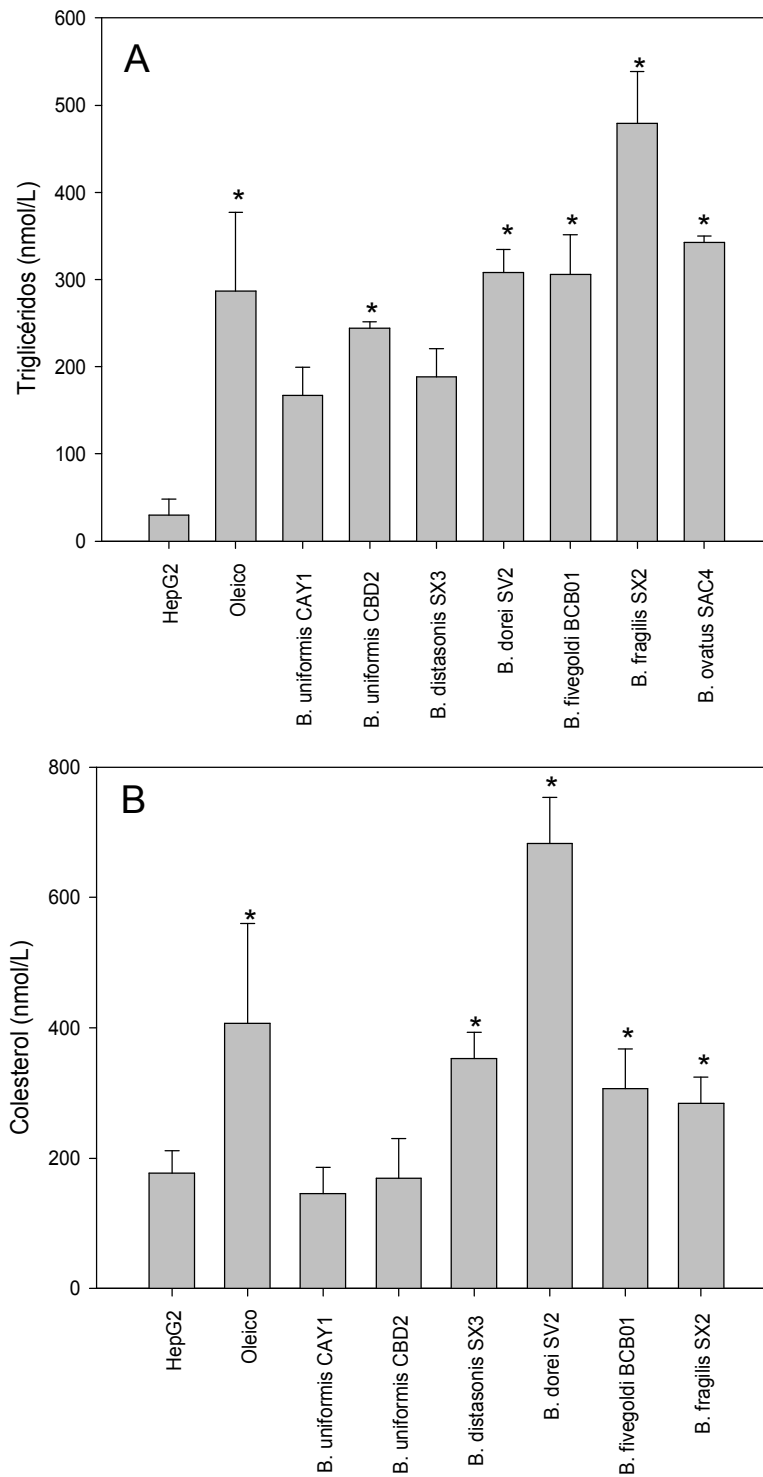 A
Triglicéridos (nmol/L)
600
500
400
300
200
100
0
*
*
*
*
*
*
HepG2
Oleico
B. uniformis CAY1
B. uniformis CBD2
B. distasonis SX3
B. dorei SV2
B. fivegoldi BCB01
B. fragilis SX2
B. ovatus SAC4
B
Colesterol (nmol/L)
800
600
400
200
0
*
*
*
*
*
HepG2
Oleico
B. uniformis CAY1
B. uniformis CBD2
B. distasonis SX3
B. dorei SV2
B. fivegoldi BCB01
B. fragilis SX2